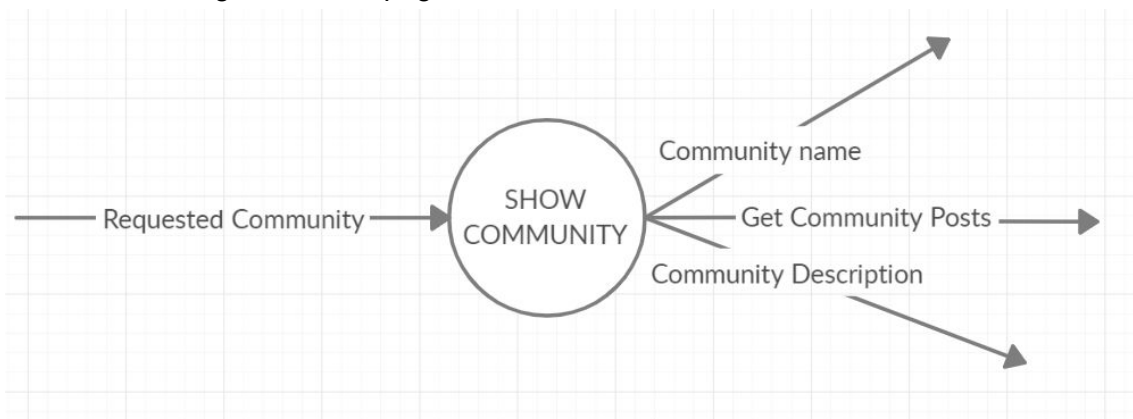 Community name
SHOW
COMMUNITY
Requested Community
Get Community Posts
Community Description